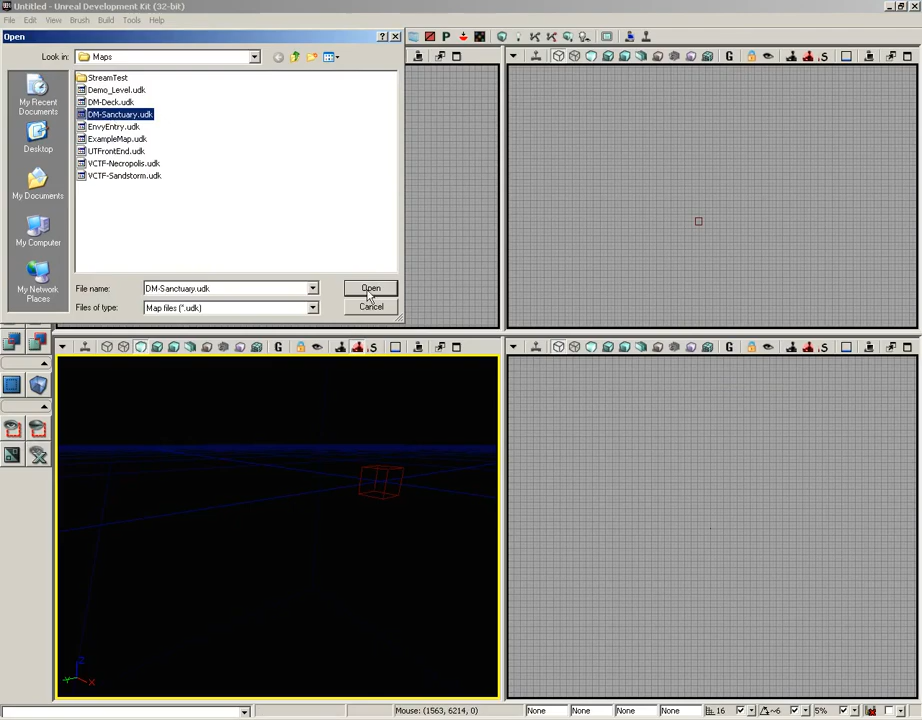 Untitled - Unreal Development Kit (32-bit)
File Edit View Brush Build Tools Help
Open
Look in: Maps
StreamTest
Demo_Level.udk
DM-Deck.udk
DM-Sanctuary.udk
EnvyEntry.udk
ExampleMap.udk
UTFrontEnd.udk
VCTF-Necropolis.udk
VCTF-Sandstorm.udk
My Recent
Documents
Desktop
My Documents
My Computer
My Network
Places
File name: DM-Sanctuary.udk Open
Files of type: Map files (*.udk) Cancel
P
G S
G S
G S
Z
Y X
Mouse: (1563, 6214, 0) None None None None 16 ~6 5%